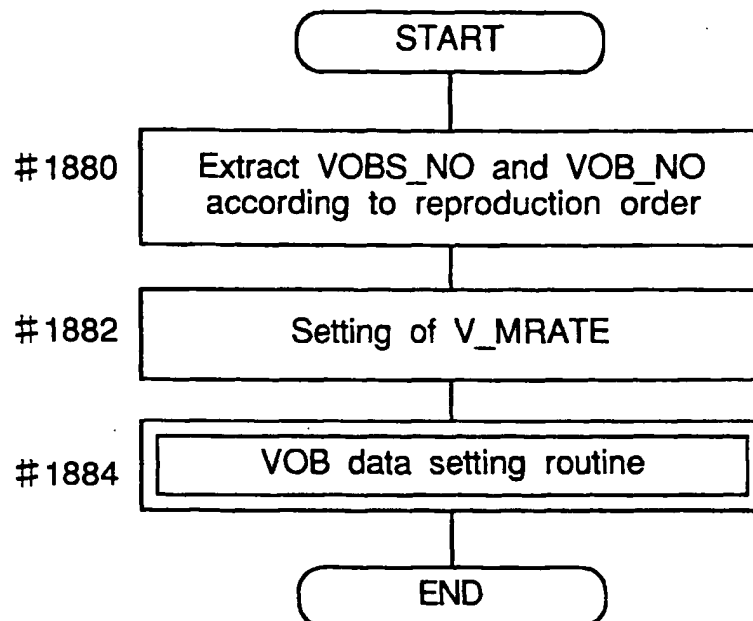 START
#1880
Extract VOBS_NO and VOB_NO
according to reproduction order
#1882
Setting of V_MRATE
#1884
VOB data setting routine
END